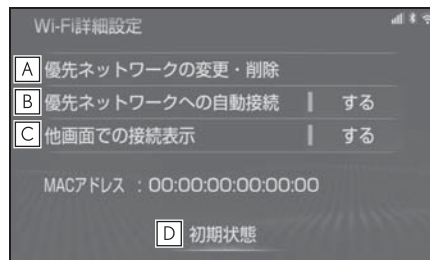 Wi-Fi詳細設定
A 優先ネットワークの変更・削除
B 優先ネットワークへの自動接続 する
C 他画面での接続表示 する
MACアドレス : 00:00:00:00:00:00
D 初期状態